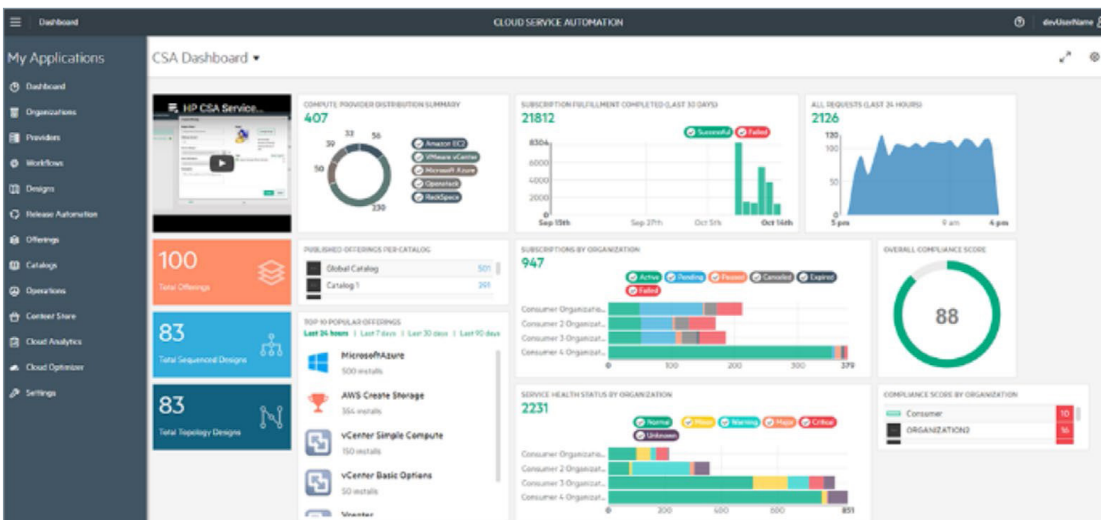 Dashboard
CLOUD SERVICE AUTOMATION
devUserName
My Applications
Dashboard
Organizations
Providers
Workflows
Designs
Release Automation
Offerings
Catalogs
Operations
Content Store
Cloud Analytics
Cloud Optimizer
Settings
CSA Dashboard
HP CSA Service...
COMPUTE PROVIDER DISTRIBUTION SUMMARY
407
33
56
39
50
230
Amazon EC2
VMware vCenter
Microsoft Azure
Openstack
RackSpace
SUBSCRIPTION FULFILLMENT COMPLETED (LAST 30 DAYS)
21812
Successful
Failed
8304
6000
4000
2000
0
Sep 15th
Sep 27th
Oct 5th
Oct 14th
ALL REQUESTS (LAST 24 HOURS)
2126
130
100
50
0
5 pm
9 am
4 pm
100
Total Offerings
83
Total Sequenced Designs
83
Total Topology Designs
PUBLISHED OFFERINGS PER CATALOG
Global Catalog 501
Catalog 1 391
TOP 10 POPULAR OFFERINGS
Last 24 hours | Last 7 days | Last 30 days | Last 90 days
MicrosoftAzure
500 installs
AWS Create Storage
354 installs
vCenter Simple Compute
150 installs
vCenter Basic Options
50 installs
Vcenter
SUBSCRIPTIONS BY ORGANIZATION
947
Active
Pending
Paused
Canceled
Expired
Failed
Consumer Organizatio...
Consumer 2 Organizat...
Consumer 3 Organizat...
Consumer 4 Organizat...
0
100
200
300
379
OVERALL COMPLIANCE SCORE
88
SERVICE HEALTH STATUS BY ORGANIZATION
2231
Normal
Minor
Warning
Major
Critical
Unknown
Consumer Organizatio...
Consumer 2 Organizat...
Consumer 3 Organizat...
Consumer 4 Organizat...
0
200
400
600
851
COMPLIANCE SCORE BY ORGANIZATION
Consumer 10
ORGANIZATION2 16